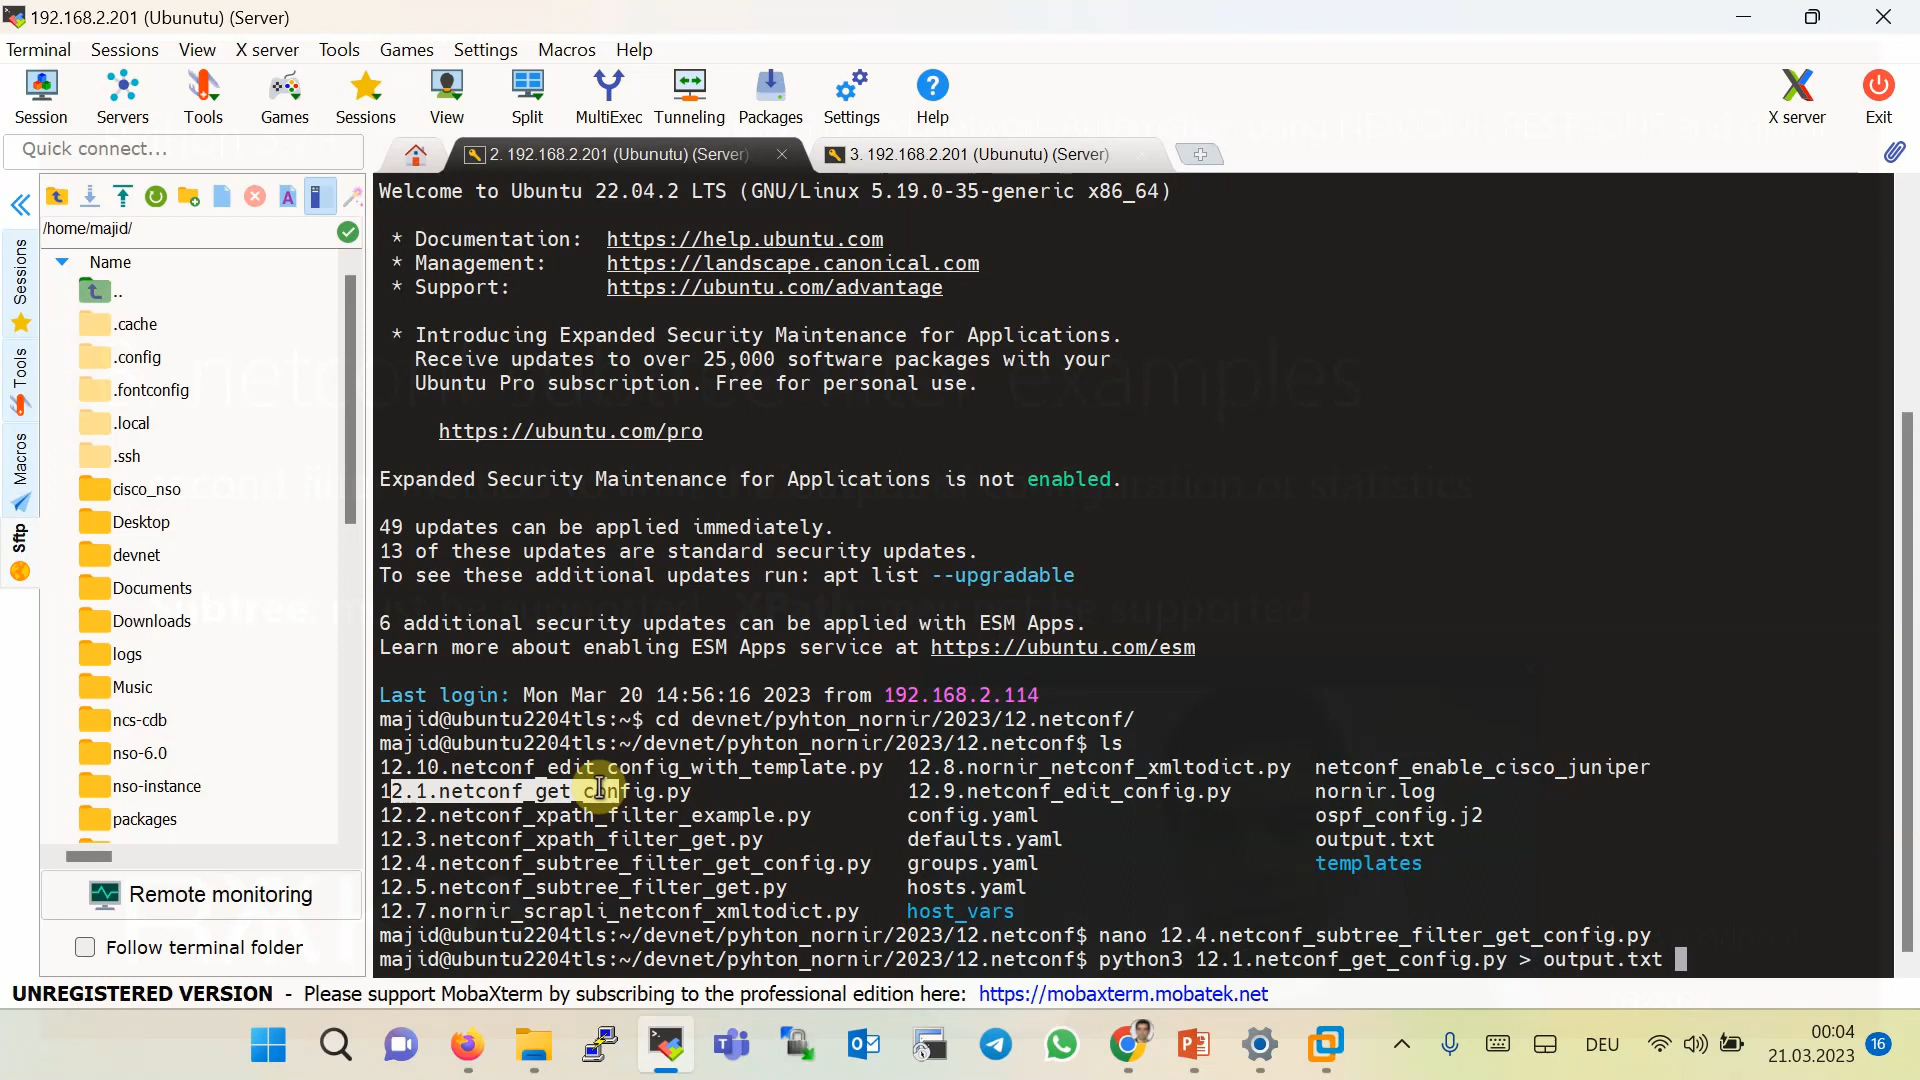 192.168.2.201 (Ubunutu) (Server)
Terminal Sessions View X server Tools Games Settings Macros Help
Session Servers Tools Games Sessions View Split MultiExec Tunneling Packages Settings Help X server Exit
Quick connect...
2. 192.168.2.201 (Ubunutu) (Server)
3. 192.168.2.201 (Ubunutu) (Server)
/home/majid/
Name
..
.cache
.config
.fontconfig
.local
.ssh
cisco_nso
Desktop
devnet
Documents
Downloads
logs
Music
ncs-cdb
nso-6.0
nso-instance
packages
Sessions
Tools
Macros
Sftp
Remote monitoring
Follow terminal folder
Welcome to Ubuntu 22.04.2 LTS (GNU/Linux 5.19.0-35-generic x86_64)
* Documentation: https://help.ubuntu.com
* Management: https://landscape.canonical.com
* Support: https://ubuntu.com/advantage
* Introducing Expanded Security Maintenance for Applications.
Receive updates to over 25,000 software packages with your
Ubuntu Pro subscription. Free for personal use.
https://ubuntu.com/pro
Expanded Security Maintenance for Applications is not enabled.
49 updates can be applied immediately.
13 of these updates are standard security updates.
To see these additional updates run: apt list --upgradable
6 additional security updates can be applied with ESM Apps.
Learn more about enabling ESM Apps service at https://ubuntu.com/esm
Last login: Mon Mar 20 14:56:16 2023 from 192.168.2.114
majid@ubuntu2204tls:~$ cd devnet/pyhton_nornir/2023/12.netconf/
majid@ubuntu2204tls:~/devnet/pyhton_nornir/2023/12.netconf$ ls
12.10.netconf_edit_config_with_template.py 12.8.nornir_netconf_xmltodict.py netconf_enable_cisco_juniper
12.1.netconf_get_config.py 12.9.netconf_edit_config.py nornir.log
12.2.netconf_xpath_filter_example.py config.yaml ospf_config.j2
12.3.netconf_xpath_filter_get.py defaults.yaml output.txt
12.4.netconf_subtree_filter_get_config.py groups.yaml templates
12.5.netconf_subtree_filter_get.py hosts.yaml
12.7.nornir_scrapli_netconf_xmltodict.py host_vars
majid@ubuntu2204tls:~/devnet/pyhton_nornir/2023/12.netconf$ nano 12.4.netconf_subtree_filter_get_config.py
majid@ubuntu2204tls:~/devnet/pyhton_nornir/2023/12.netconf$ python3 12.1.netconf_get_config.py > output.txt
netconf subtree filter examples
UNREGISTERED VERSION - Please support MobaXterm by subscribing to the professional edition here: https://mobaxterm.mobatek.net
DEU
00:04
21.03.2023
16